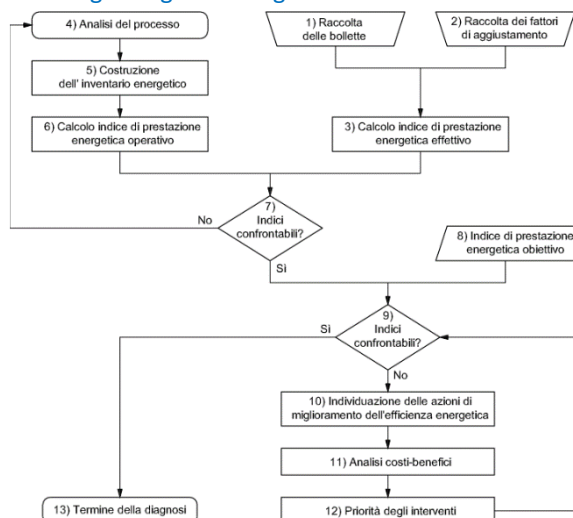 4) Analisi del processo
1) Raccolta
delle bollette
2) Raccolta dei fattori
di aggiustamento
5) Costruzione
dell' inventario energetico
6) Calcolo indice di prestazione
energetica operativo
3) Calcolo indice di prestazione
energetica effettivo
7)
Indici
confrontabili?
No
Sì
8) Indice di prestazione
energetica obiettivo
9)
Indici
confrontabili?
Sì
No
10) Individuazione delle azioni di
miglioramento dell'efficienza energetica
11) Analisi costi-benefici
13) Termine della diagnosi
12) Priorità degli interventi